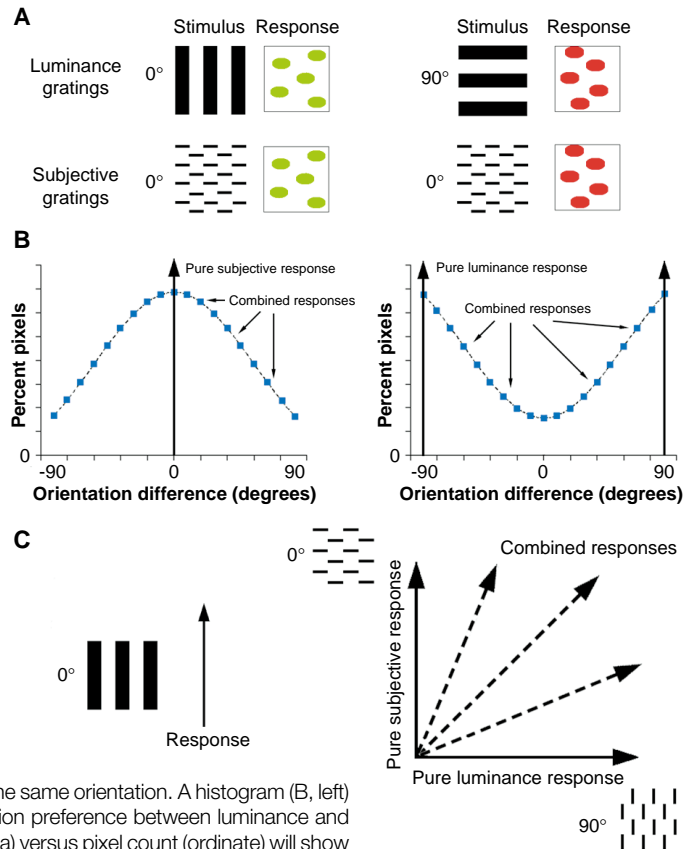 A
Stimulus Response Stimulus Response
Luminance
gratings
0°
90°
Subjective
gratings
0°
0°
B
Percent pixels
Pure subjective response
Combined responses
0
-90 0 90
Orientation difference (degrees)
Percent pixels
Pure luminance response
Combined responses
0
-90 0 90
Orientation difference (degrees)
C
0°
Response
0°
Combined responses
Pure subjective response
Pure luminance response
90°
ne same orientation. A histogram (B, left)
ion preference between luminance and
a) versus pixel count (ordinate) will show